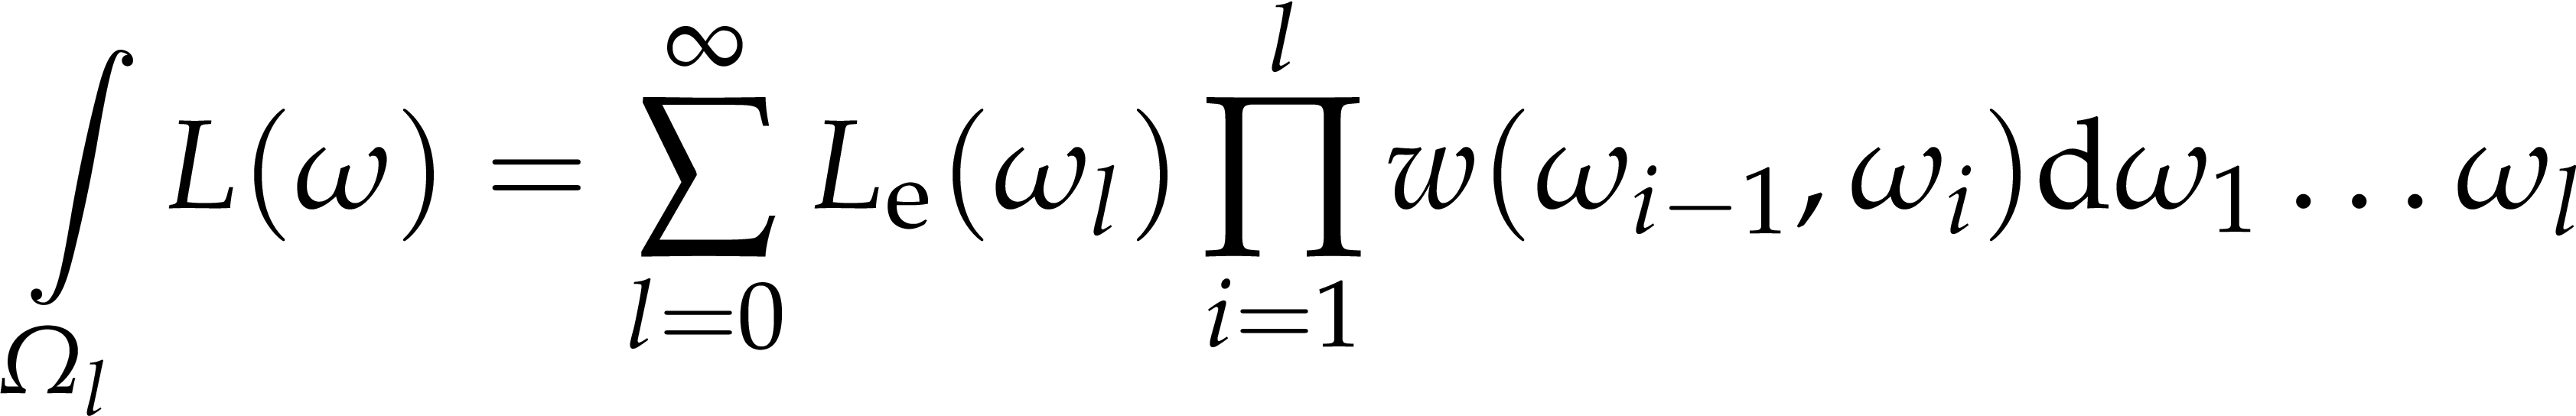 ∫_{Ω_l} L(ω) = ∑_{l=0}^{∞} L_e(ω_l) ∏_{i=1}^{l} w(ω_{i−1}, ω_i)dω_1 … ω_l